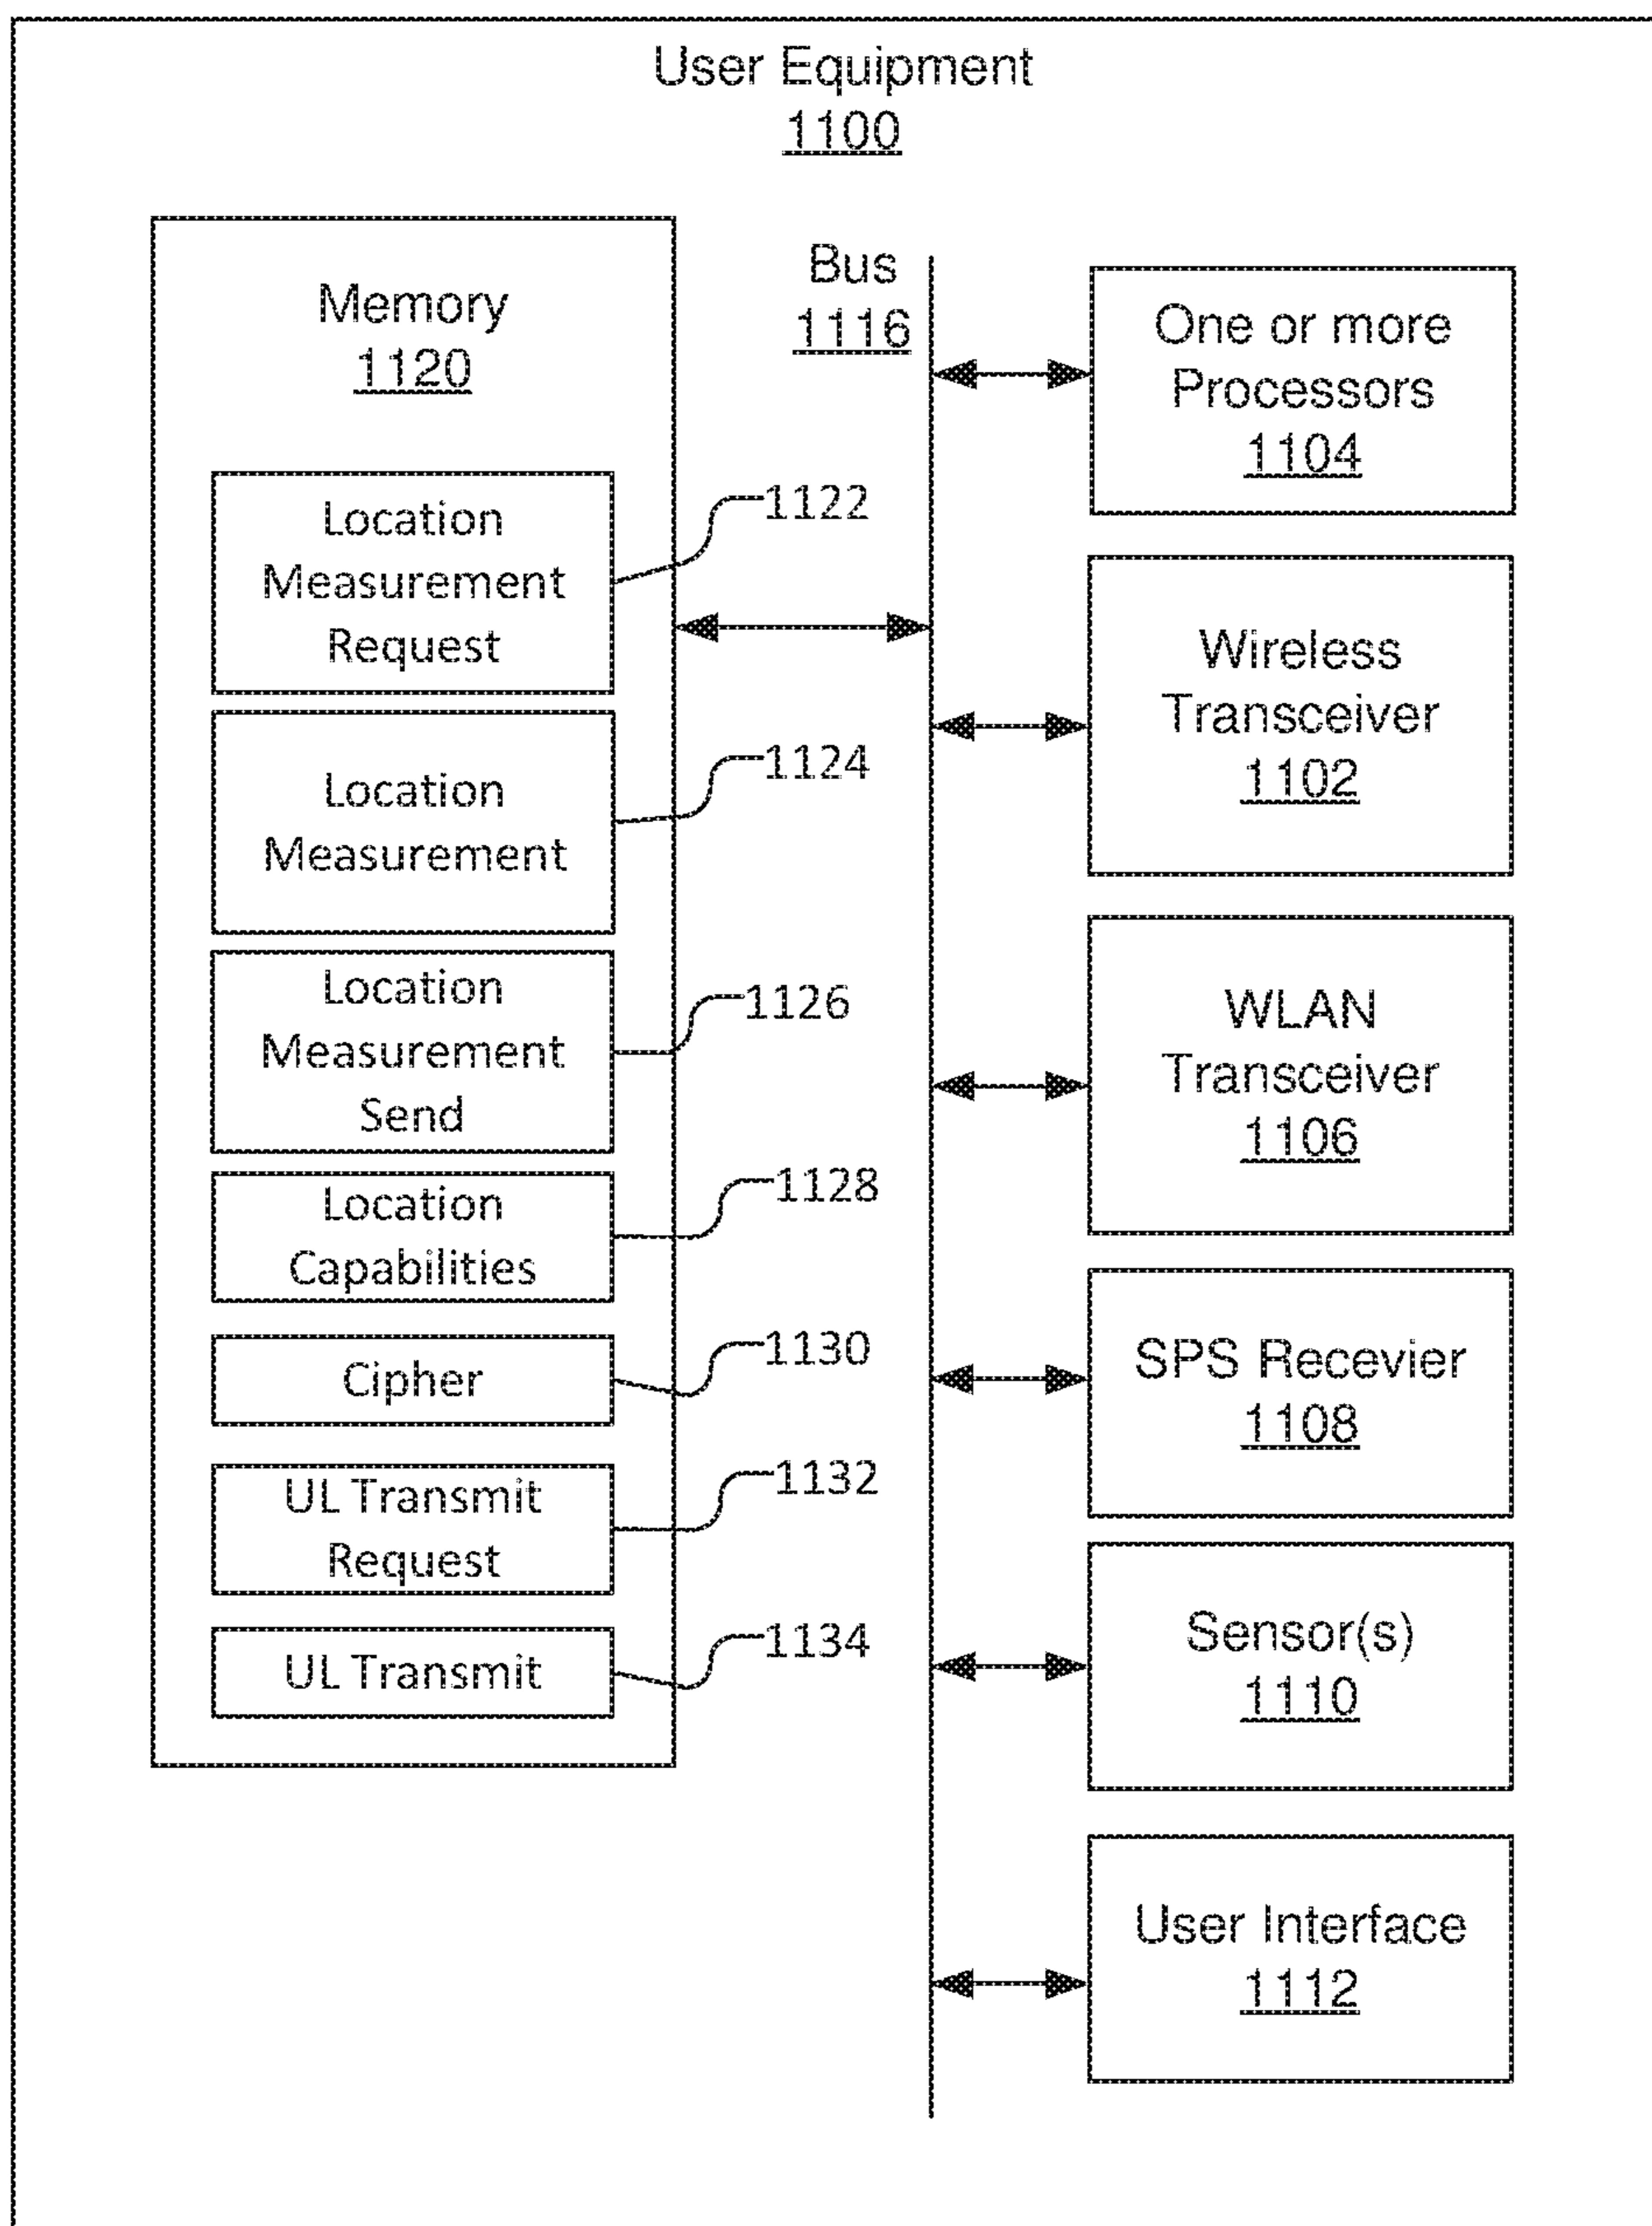 User Equipment
1100
Memory
1120
Location
Measurement
Request
1122
Location
Measurement
1124
Location
Measurement
Send
1126
Location
Capabilities
1128
Cipher
1130
UL Transmit
Request
1132
UL Transmit
1134
Bus
1116
One or more
Processors
1104
Wireless
Transceiver
1102
WLAN
Transceiver
1106
SPS Recevier
1108
Sensor(s)
1110
User Interface
1112